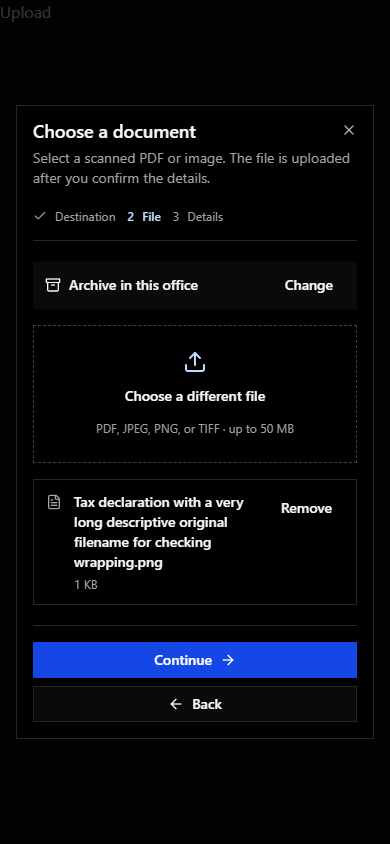 Upload
Choose a document
Select a scanned PDF or image. The file is uploaded
after you confirm the details.
Destination 2 File 3 Details
Archive in this office Change
Choose a different file
PDF, JPEG, PNG, or TIFF · up to 50 MB
Tax declaration with a very
long descriptive original
filename for checking
wrapping.png
Remove
1 KB
Continue
Back